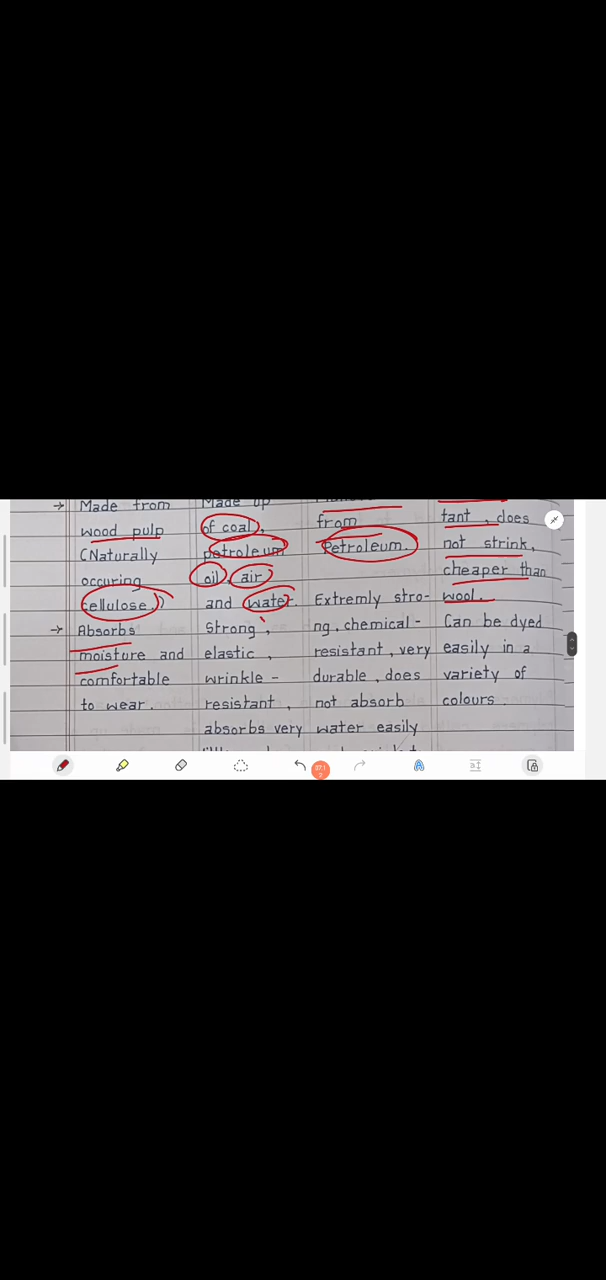 → Made from
wood pulp
(Naturally
occuring
cellulose.))
→ Absorbs
moisture and
comfortable
to wear.
Made up
of coal,
petroleum
oil, air
and water.
Strong,
elastic,
wrinkle -
resistant,
absorbs very
from
Petroleum.
Extremly stro-
ng, chemical -
resistant, very
durable, does
not absorb
water easily
tant, does
not strink,
cheaper than
wool.
Can be dyed
easily in a
variety of
colours.